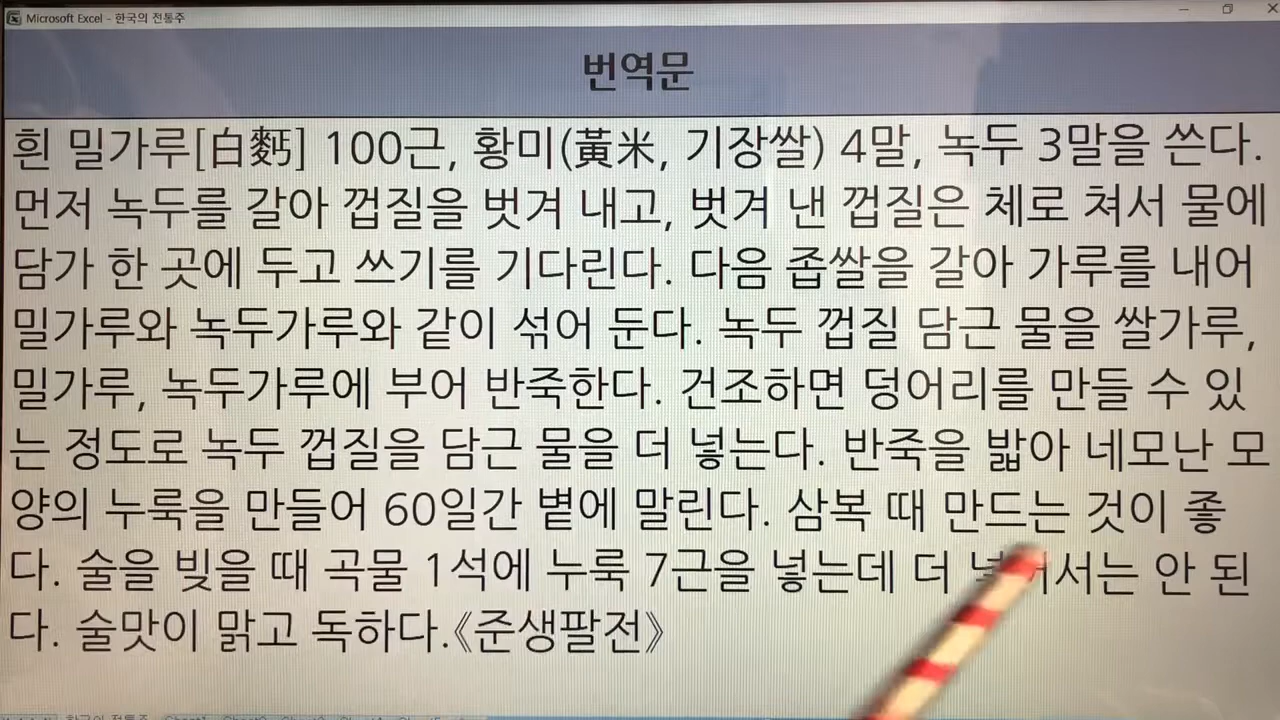 Microsoft Excel - 한국의 전통주
번역문
흰 밀가루[白麪] 100근, 황미(黃米, 기장쌀) 4말, 녹두 3말을 쓴다.
먼저 녹두를 갈아 껍질을 벗겨 내고, 벗겨 낸 껍질은 체로 쳐서 물에
담가 한 곳에 두고 쓰기를 기다린다. 다음 좁쌀을 갈아 가루를 내어
밀가루와 녹두가루와 같이 섞어 둔다. 녹두 껍질 담근 물을 쌀가루,
밀가루, 녹두가루에 부어 반죽한다. 건조하면 덩어리를 만들 수 있
는 정도로 녹두 껍질을 담근 물을 더 넣는다. 반죽을 밟아 네모난 모
양의 누룩을 만들어 60일간 볕에 말린다. 삼복 때 만드는 것이 좋
다. 술을 빚을 때 곡물 1석에 누룩 7근을 넣는데 더 안 된
다. 술맛이 맑고 독하다.《준생팔전》